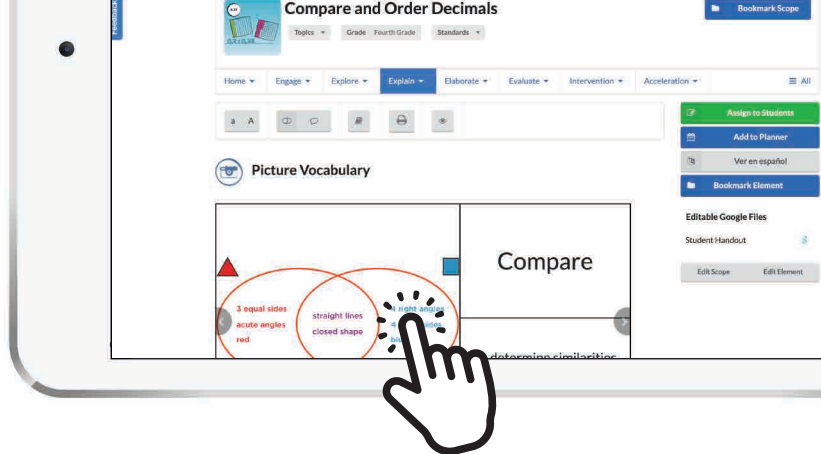 Feedback
Compare and Order Decimals
Bookmark Scope
Topics
Grade Fourth Grade
Standards
Home
Engage
Explore
Explain
Elaborate
Evaluate
Intervention
Acceleration
All
a A
Assign to Students
Add to Planner
Picture Vocabulary
Ver en español
Bookmark Element
Editable Google Files
Student Handout
Edit Scope
Edit Element
Compare
3 equal sides
acute angles
red
straight lines
closed shape
4 right angles
4
determine similarities